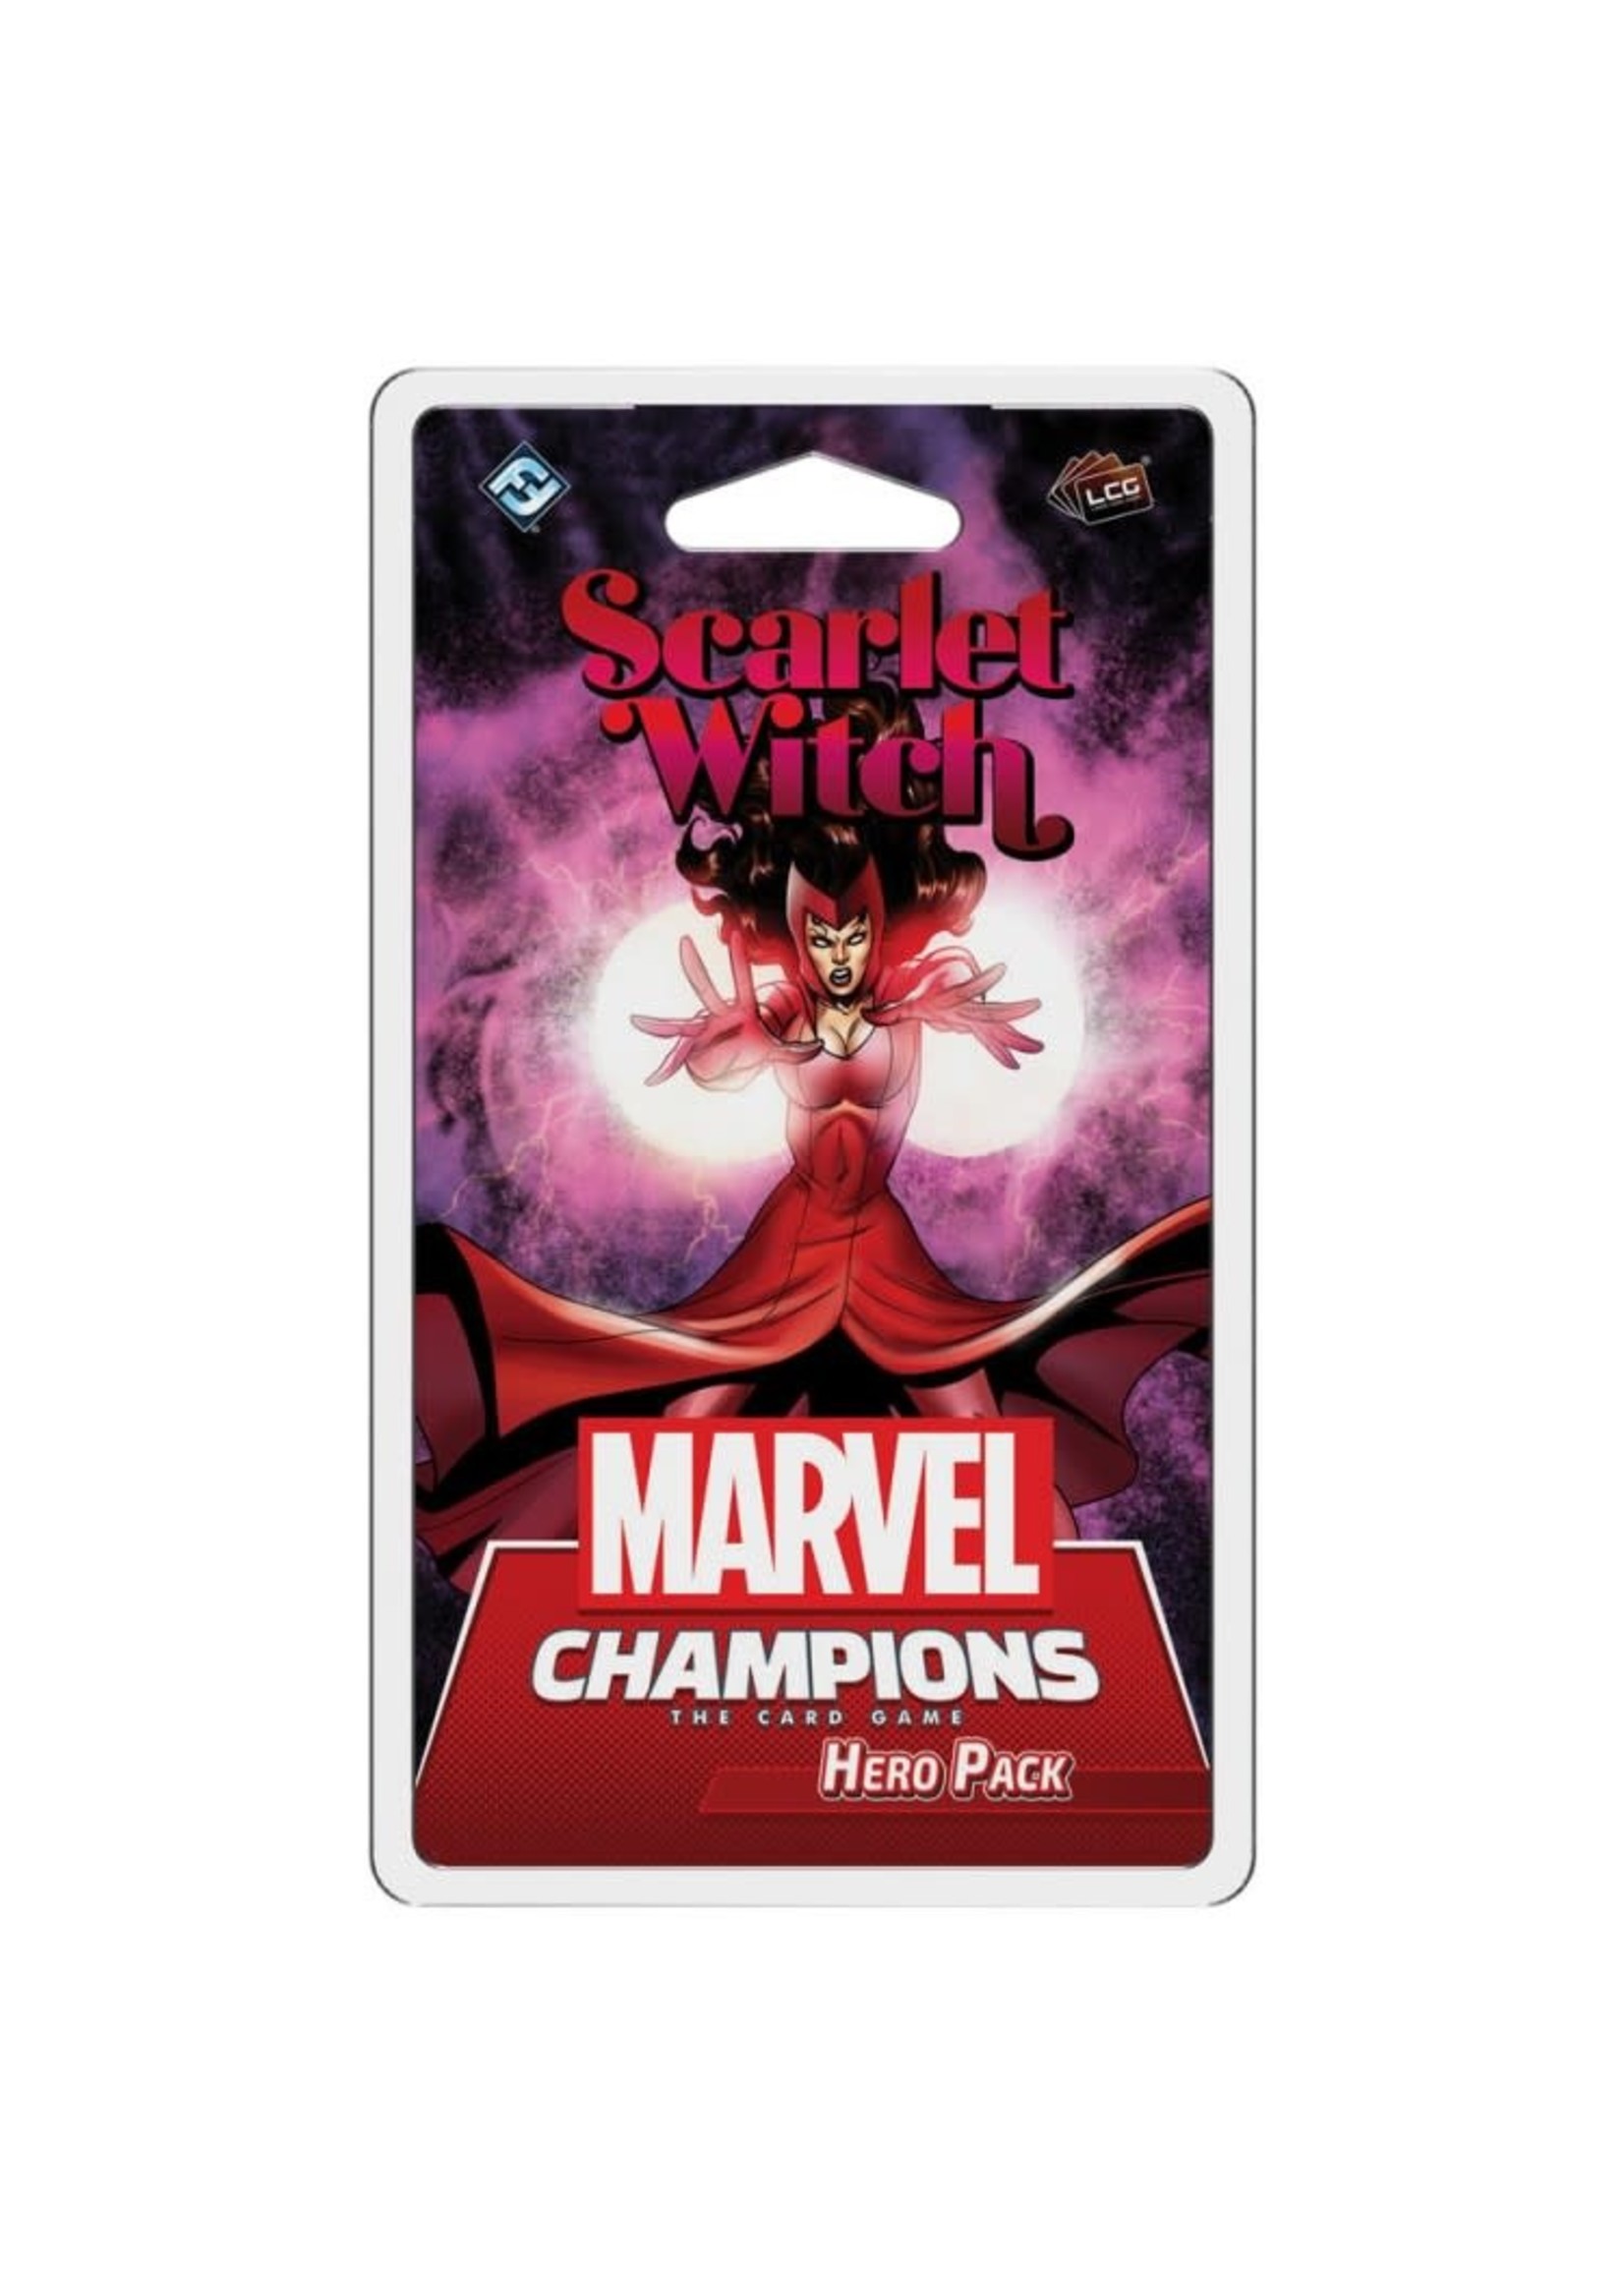 LCG
Scarlet
Witch
MARVEL
CHAMPIONS
THE CARD GAME
HERO PACK